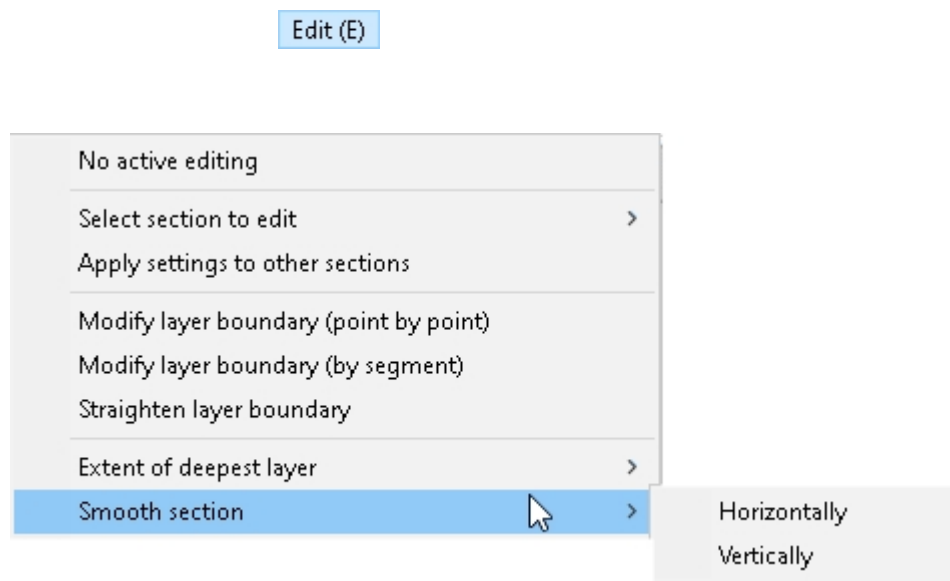 Edit (E)
No active editing
Select section to edit
Apply settings to other sections
Modify layer boundary (point by point)
Modify layer boundary (by segment)
Straighten layer boundary
Extent of deepest layer
Smooth section
Horizontally
Vertically